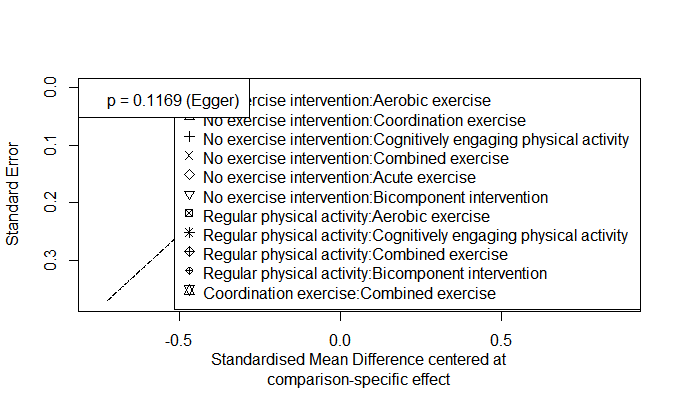 p = 0.1169 (Egger)
ercise intervention:Aerobic exercise
No exercise intervention:Coordination exercise
No exercise intervention:Cognitively engaging physical activity
No exercise intervention:Combined exercise
No exercise intervention:Acute exercise
No exercise intervention:Bicomponent intervention
Regular physical activity:Aerobic exercise
Regular physical activity:Cognitively engaging physical activity
Regular physical activity:Combined exercise
Regular physical activity:Bicomponent intervention
Coordination exercise:Combined exercise
Standard Error
0.0
0.1
0.2
0.3
-0.5
0.0
0.5
Standardised Mean Difference centered at
comparison-specific effect